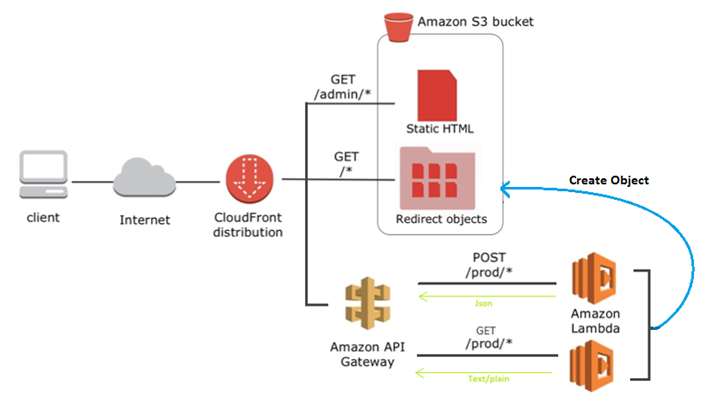 Amazon S3 bucket
GET
/admin/*
Static HTML
GET
/*
Redirect objects
Create Object
client
Internet
CloudFront
distribution
POST
/prod/*
Json
Amazon
Lambda
Amazon API
Gateway
GET
/prod/*
Text/plain